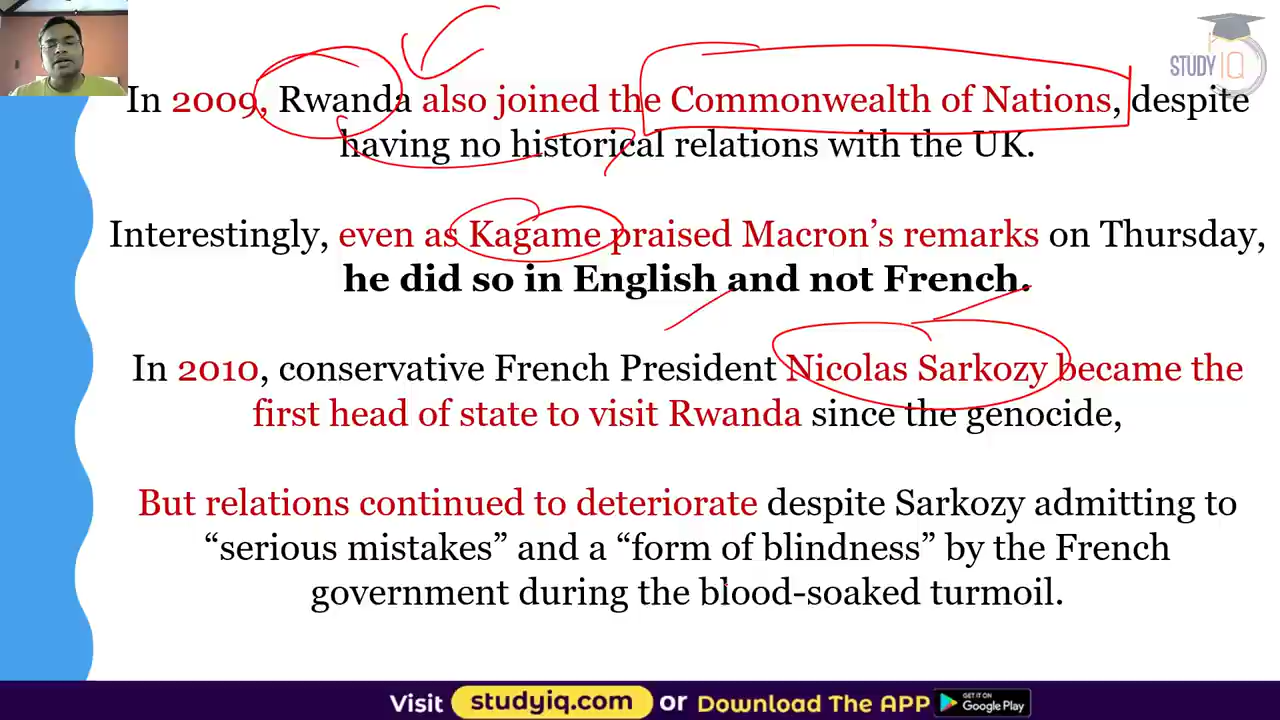 STUDY IQ
In 2009, Rwanda also joined the Commonwealth of Nations, despite
having no historical relations with the UK.
Interestingly, even as Kagame praised Macron’s remarks on Thursday,
he did so in English and not French.
In 2010, conservative French President Nicolas Sarkozy became the
first head of state to visit Rwanda since the genocide,
But relations continued to deteriorate despite Sarkozy admitting to
“serious mistakes” and a “form of blindness” by the French
government during the blood-soaked turmoil.
Visit studyiq.com or Download The APP GET IT ON Google Play